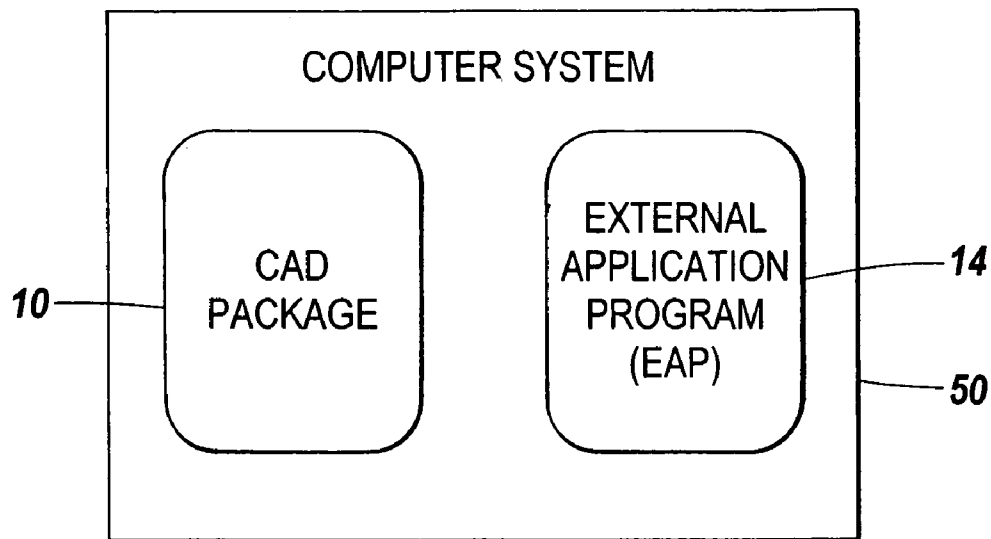 COMPUTER SYSTEM
CAD
PACKAGE
EXTERNAL
APPLICATION
PROGRAM
(EAP)
10
14
50